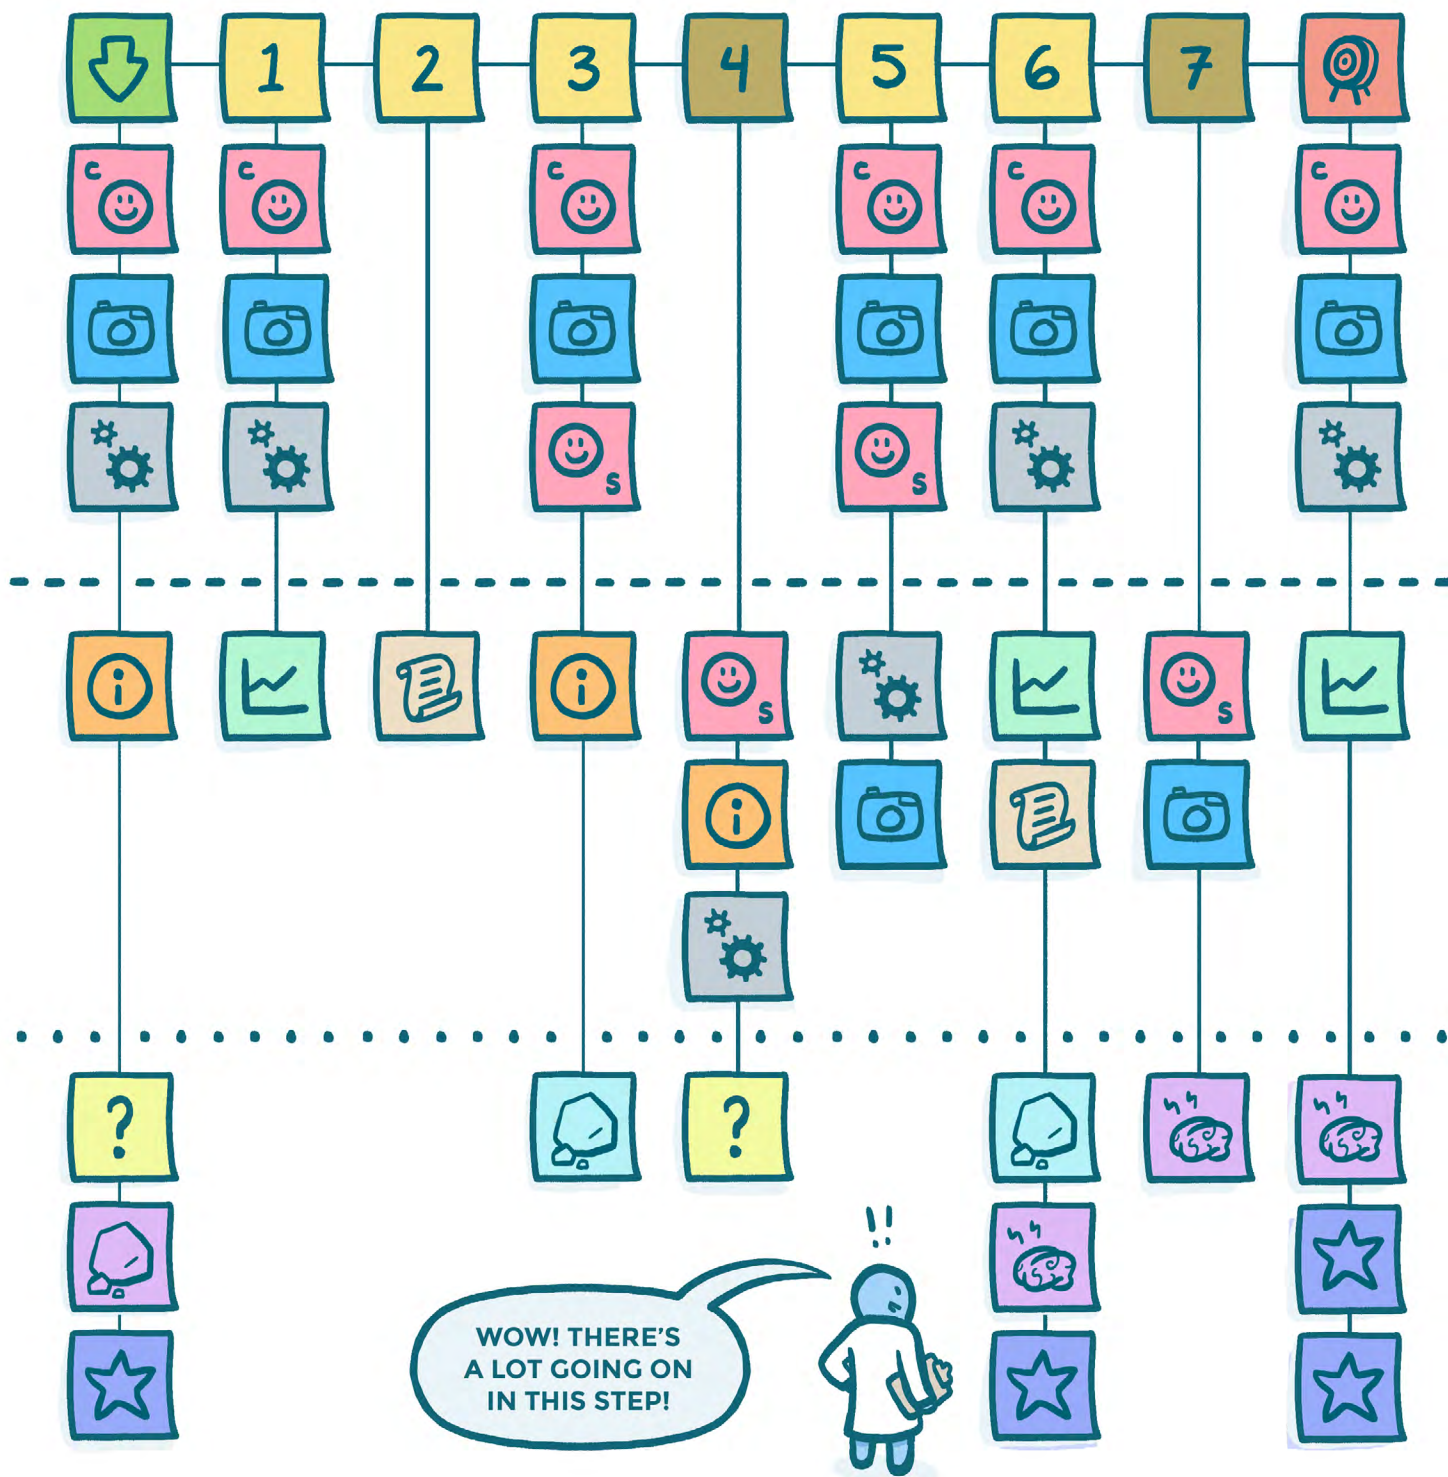 1 2 3 4 5 6 7
C C C C C C
S S
i i S S
i
? ?
!!
WOW! THERE'S
A LOT GOING ON
IN THIS STEP!